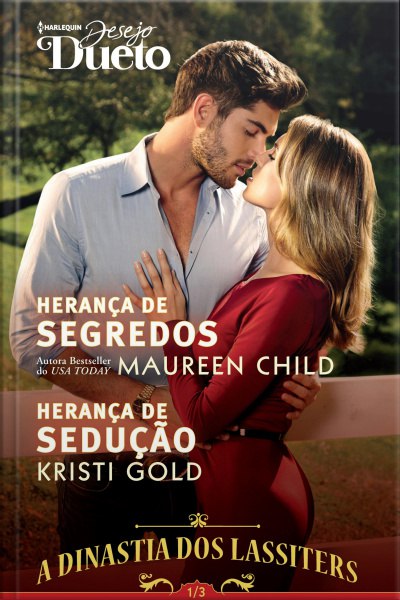 HARLEQUIN
Desejo
Dueto
HERANÇA DE
SEGREDOS
Autora Bestseller
do USA TODAY
MAUREEN CHILD
HERANÇA DE
SEDUÇÃO
KRISTI GOLD
A DINASTIA DOS LASSITERS
1/3